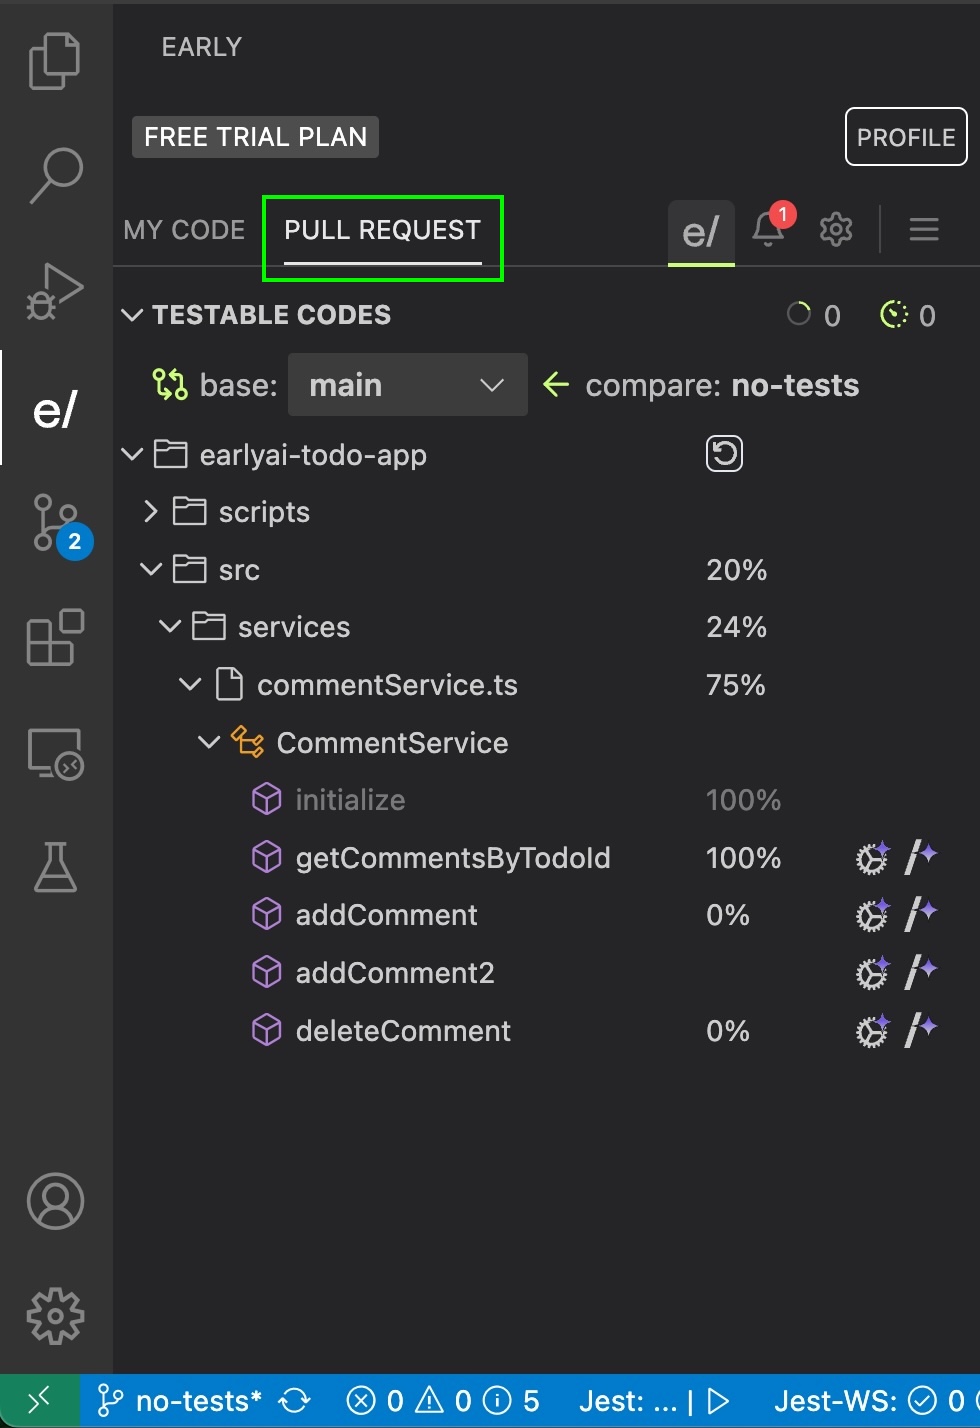 EARLY
FREE TRIAL PLAN
PROFILE
MY CODE PULL REQUEST e/ 1
TESTABLE CODES 0 0
base: main compare: no-tests
e/
earlyai-todo-app
scripts
2
src 20%
services 24%
commentService.ts 75%
CommentService
initialize 100%
getCommentsByTodoId 100%
addComment 0%
addComment2
deleteComment 0%
no-tests* 0 0 5 Jest: ... | Jest-WS: 0